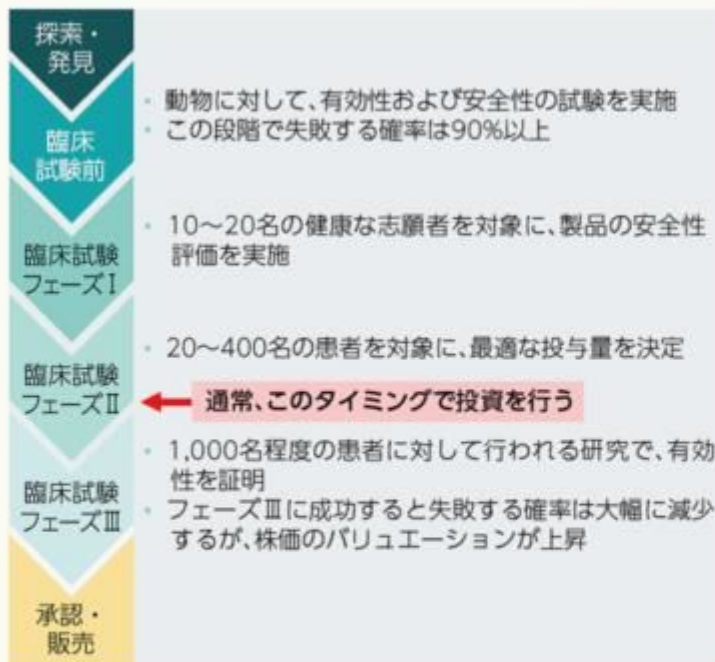 探索・
発見
・動物に対して、有効性および安全性の試験を実施
・この段階で失敗する確率は90%以上
臨床
試験前
・10～20名の健康な志願者を対象に、製品の安全性
評価を実施
臨床試験
フェーズⅠ
・20～400名の患者を対象に、最適な投与量を決定
臨床試験
フェーズⅡ
通常、このタイミングで投資を行う
・1,000名程度の患者に対して行われる研究で、有効
性を証明
臨床試験
フェーズⅢ
・フェーズⅢに成功すると失敗する確率は大幅に減少
するが、株価のバリュエーションが上昇
承認・
販売